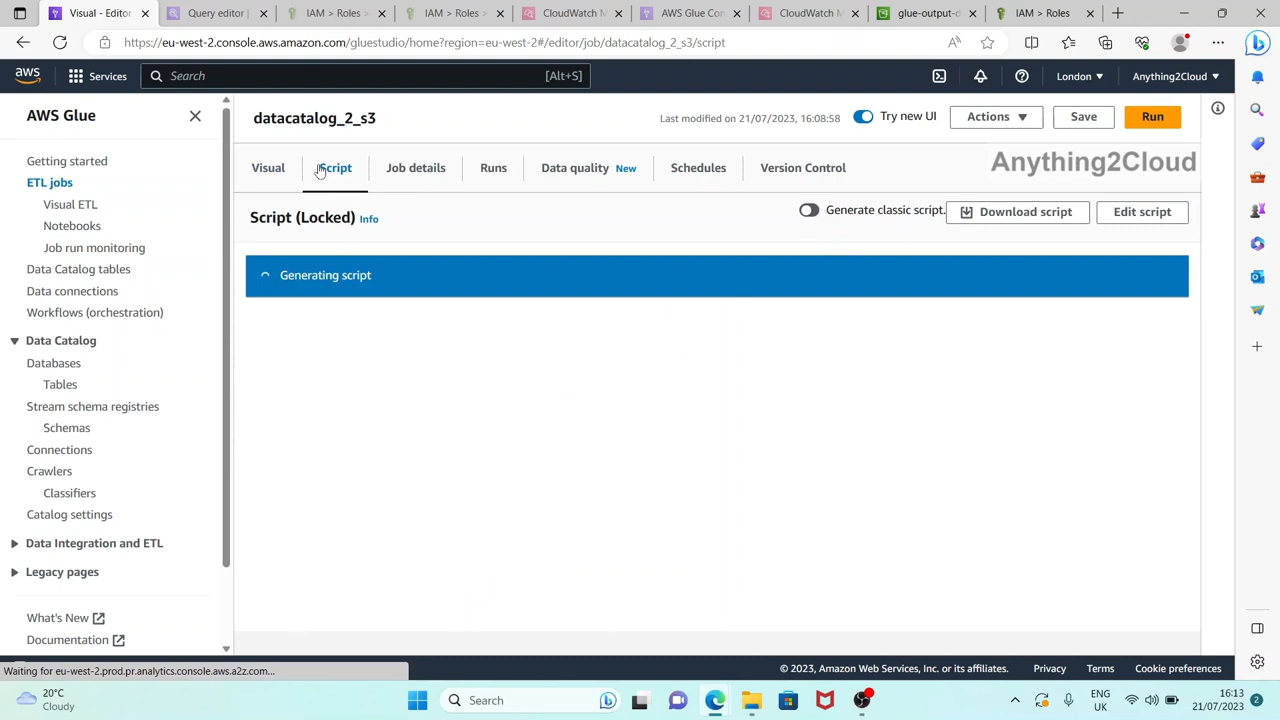 Visual - Editor
Query editor |
IAM > Roles >
IAM > Roles >
CloudWatch M
AWS Glue Con
CloudWatch M
glue-output-d
IAM > Roles
https://eu-west-2.console.aws.amazon.com/gluestudio/home?region=eu-west-2#/editor/job/datacatalog_2_s3/script
aws
Services
Search
[Alt+S]
London ▼
Anything2Cloud ▼
AWS Glue
Getting started
ETL jobs
Visual ETL
Notebooks
Job run monitoring
Data Catalog tables
Data connections
Workflows (orchestration)
Data Catalog
Databases
Tables
Stream schema registries
Schemas
Connections
Crawlers
Classifiers
Catalog settings
Data Integration and ETL
Legacy pages
What's New
Documentation
datacatalog_2_s3
Last modified on 21/07/2023, 16:08:58
Try new UI
Actions ▼
Save
Run
Visual
Script
Job details
Runs
Data quality New
Schedules
Version Control
Anything2Cloud
Script (Locked) Info
Generate classic script.
Download script
Edit script
Generating script
Waiting for eu-west-2.prod.pr.analytics.console.aws.a2z.com...
© 2023, Amazon Web Services, Inc. or its affiliates.
Privacy
Terms
Cookie preferences
20°C
Cloudy
Search
ENG
UK
16:13
21/07/2023
2